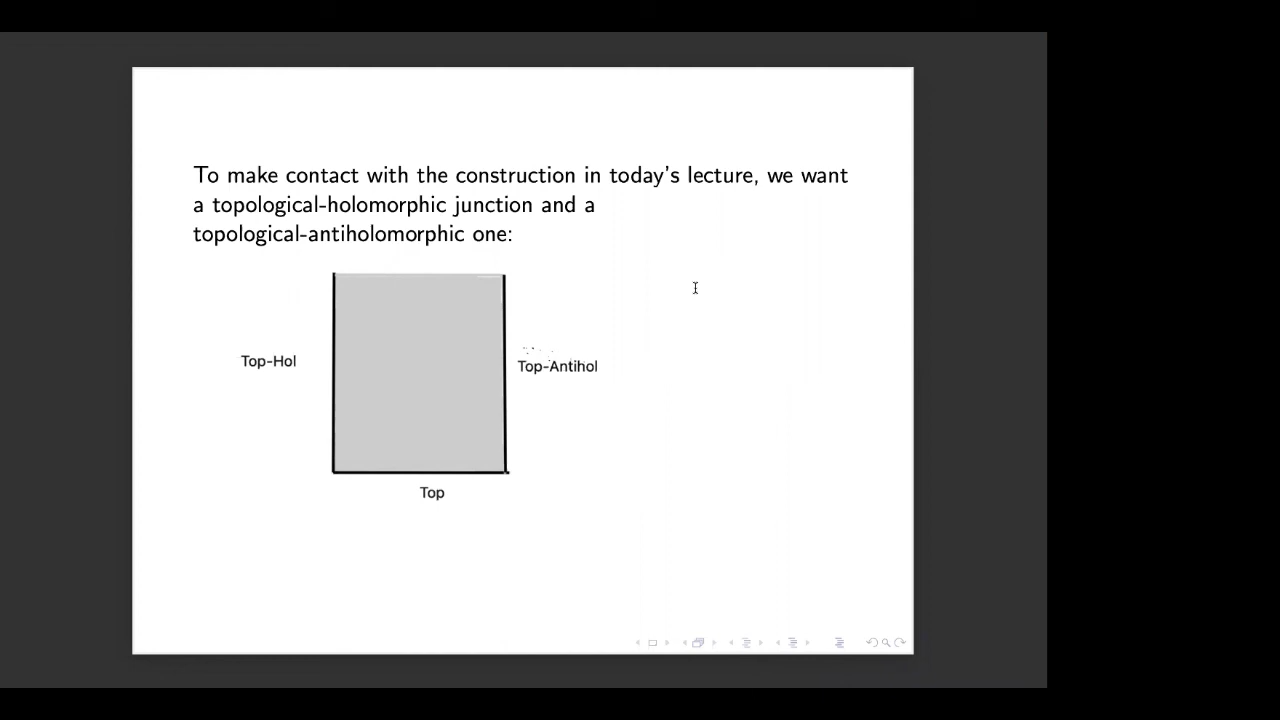 To make contact with the construction in today's lecture, we want
a topological-holomorphic junction and a
topological-antiholomorphic one:
Top-Hol
Top-Antihol
Top